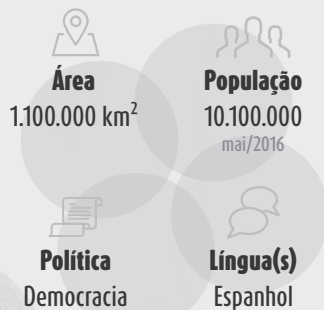 Área
1.100.000 km²
População
10.100.000
mai/2016
Política
Democracia
Língua(s)
Espanhol